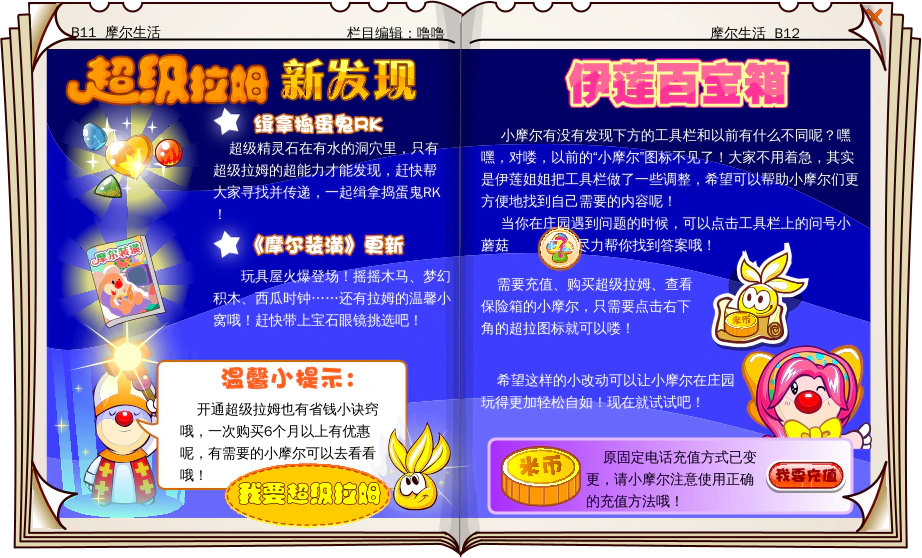 B11 摩尔生活
栏目编辑：噜噜
超级拉姆 新发现
缉拿捣蛋鬼RK
超级精灵石在有水的洞穴里，只有
超级拉姆的超能力才能发现，赶快帮
大家寻找并传递，一起缉拿捣蛋鬼RK
！
《摩尔装潢》更新
摩尔装潢
玩具屋火爆登场！摇摇木马、梦幻
积木、西瓜时钟……还有拉姆的温馨小
窝哦！赶快带上宝石眼镜挑选吧！
温馨小提示：
开通超级拉姆也有省钱小诀窍
哦，一次购买6个月以上有优惠
呢，有需要的小摩尔可以去看看
哦！
我要超级拉姆
摩尔生活 B12
伊莲百宝箱
小摩尔有没有发现下方的工具栏和以前有什么不同呢？嘿
嘿，对喽，以前的“小摩尔”图标不见了！大家不用着急，其实
是伊莲姐姐把工具栏做了一些调整，希望可以帮助小摩尔们更
方便地找到自己需要的内容呢！
当你在庄园遇到问题的时候，可以点击工具栏上的问号小
蘑菇 ? 尽力帮你找到答案哦！
需要充值、购买超级拉姆、查看
保险箱的小摩尔，只需要点击右下
角的超拉图标就可以喽！
米币
希望这样的小改动可以让小摩尔在庄园
玩得更加轻松自如！现在就试试吧！
米币
原固定电话充值方式已变
更，请小摩尔注意使用正确
的充值方法哦！
我要充值